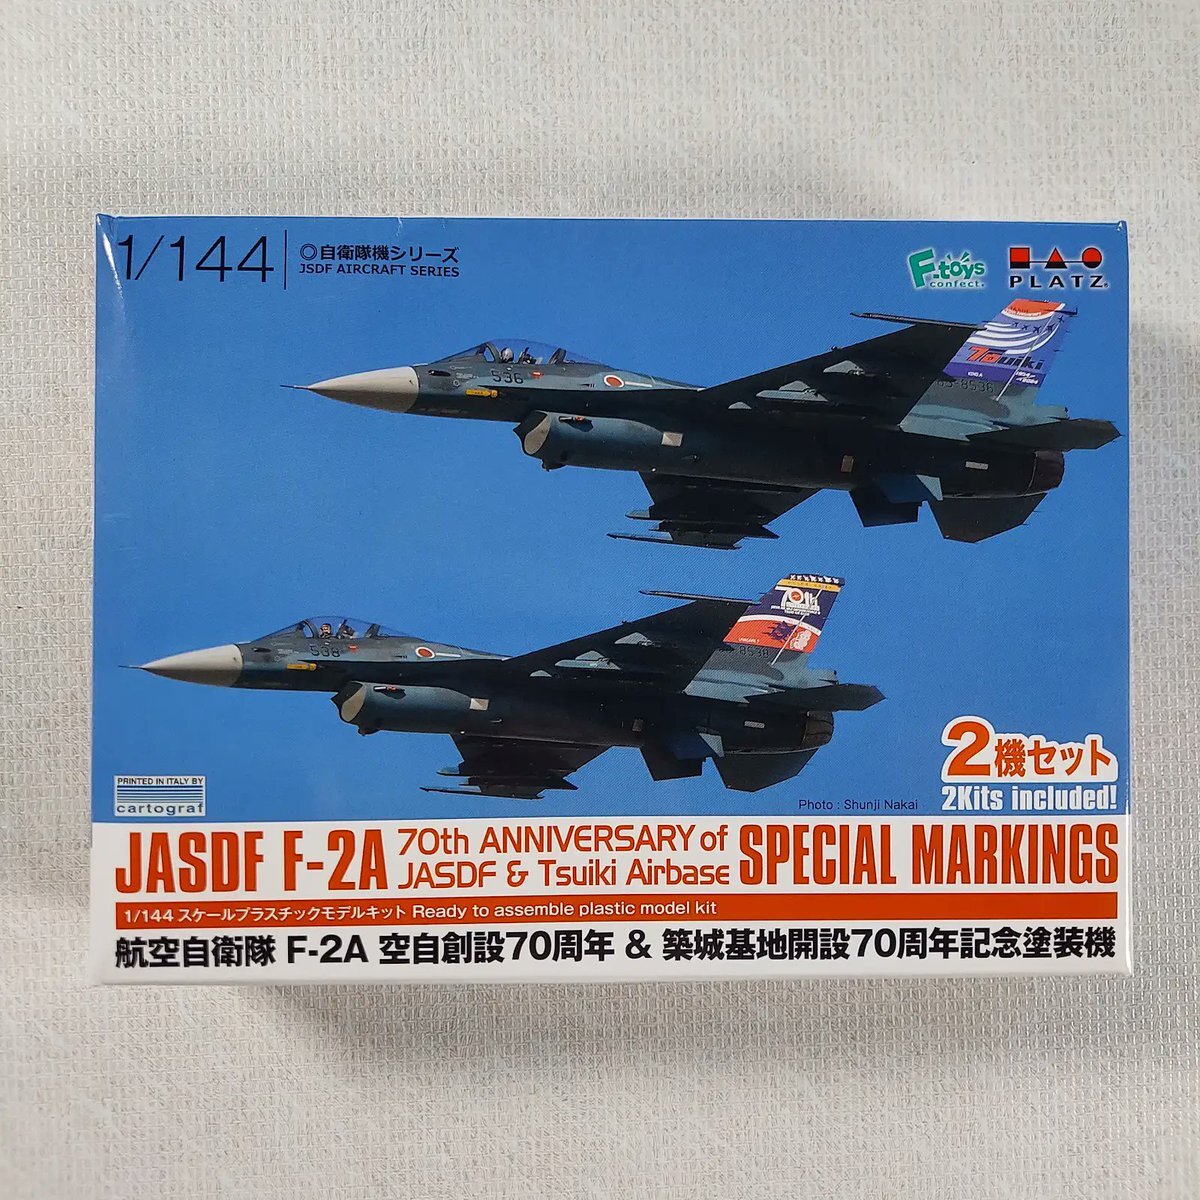 1/144
◎自衛隊機シリーズ
JSDF AIRCRAFT SERIES
F-toys
confect.
PLATZ.
Tsuiki
536
8536
70th
538
8538
2機セット
2Kits included!
Photo : Shunji Nakai
PRINTED IN ITALY BY
cartograf
JASDF F-2A 70th ANNIVERSARY of JASDF & Tsuiki Airbase SPECIAL MARKINGS
1/144 スケールプラスチックモデルキット Ready to assemble plastic model kit
航空自衛隊 F-2A 空自創設70周年 & 築城基地開設70周年記念塗装機